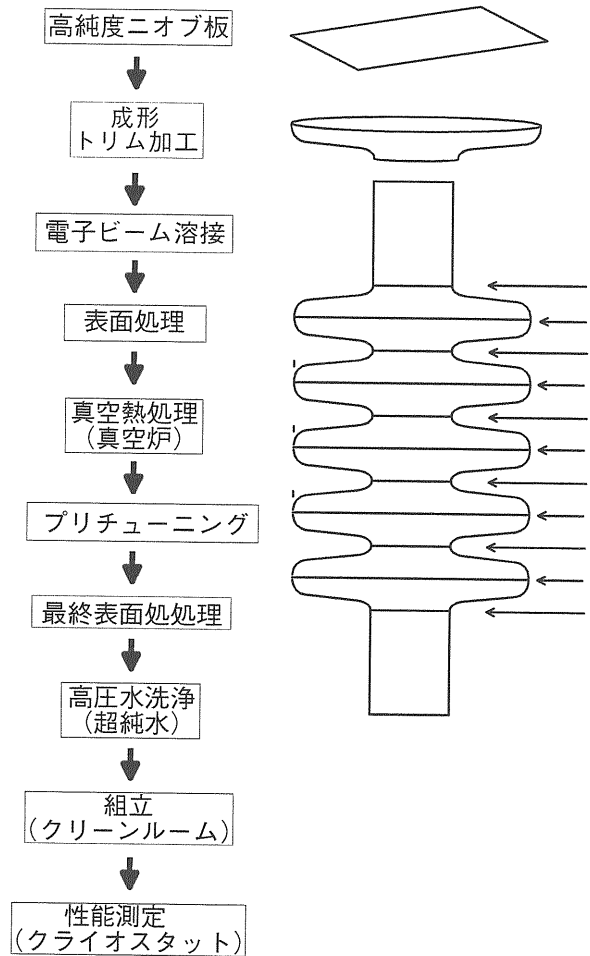 高純度ニオブ板
成形
トリム加工
電子ビーム溶接
表面処理
真空熱処理
（真空炉）
プリチューニング
最終表面処処理
高圧水洗浄
（超純水）
組立
（クリーンルーム）
性能測定
（クライオスタット）